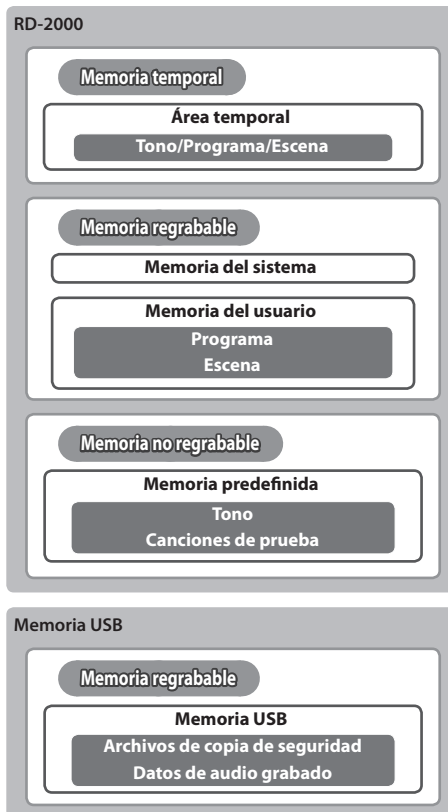 RD-2000
Memoria temporal
Área temporal
Tono/Programa/Escena
Memoria regrabable
Memoria del sistema
Memoria del usuario
Programa
Escena
Memoria no regrabable
Memoria predefinida
Tono
Canciones de prueba
Memoria USB
Memoria regrabable
Memoria USB
Archivos de copia de seguridad
Datos de audio grabado